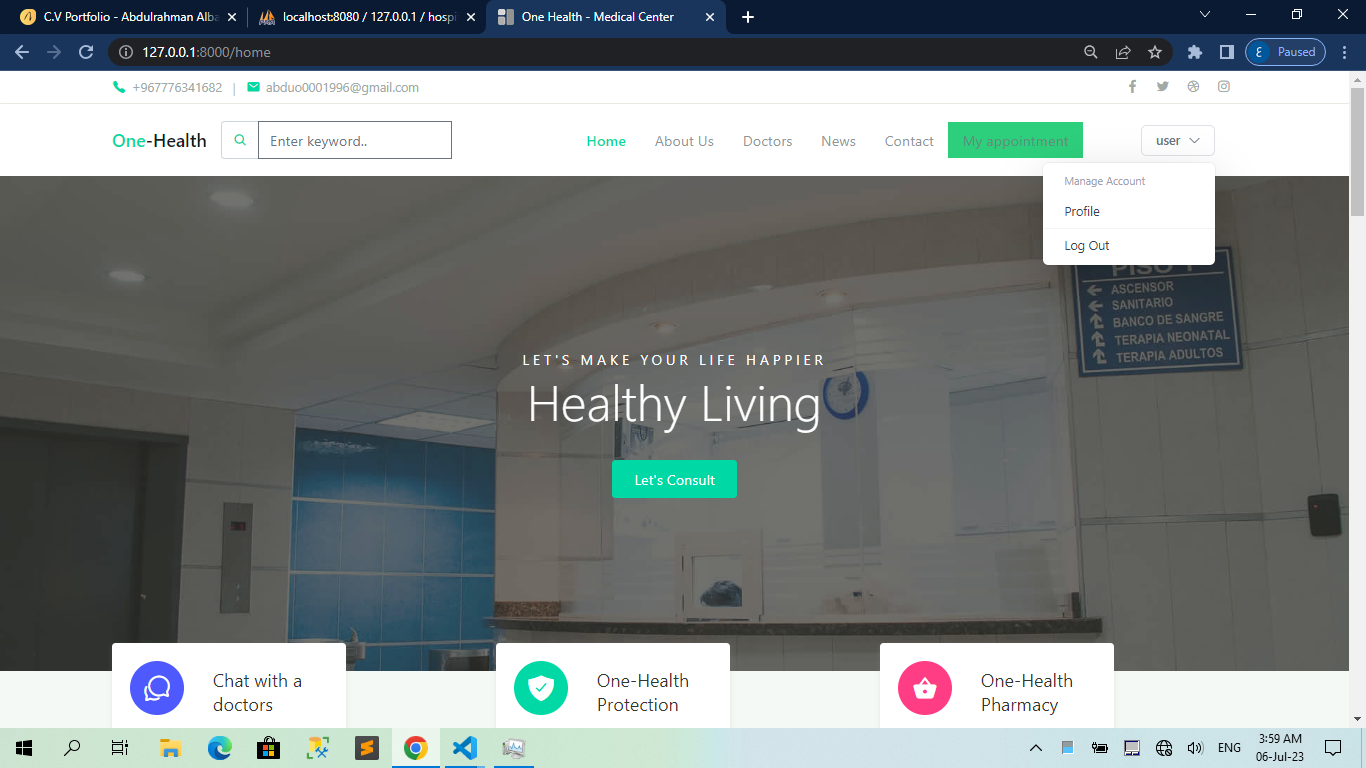 C.V Portfolio - Abdulrahman Alba
localhost:8080 / 127.0.0.1 / hospi
One Health - Medical Center
127.0.0.1:8000/home
Paused
+967776341682 | abduo0001996@gmail.com
One-Health
Enter keyword..
Home
About Us
Doctors
News
Contact
My appointment
user
Manage Account
Profile
Log Out
PISO 1
ASCENSOR
SANITARIO
BANCO DE SANGRE
TERAPIA NEONATAL
TERAPIA ADULTOS
LET'S MAKE YOUR LIFE HAPPIER
Healthy Living
Let's Consult
Chat with a
doctors
One-Health
Protection
One-Health
Pharmacy
ENG
3:59 AM
06-Jul-23